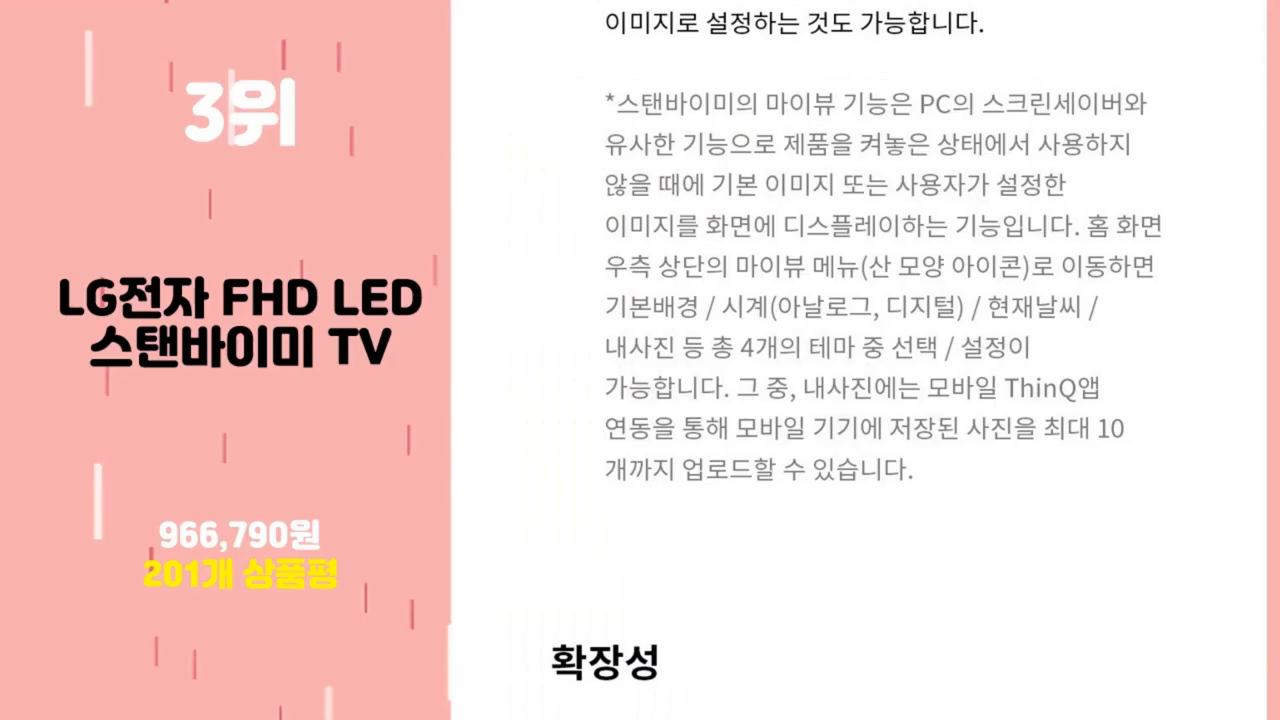 3위
LG전자 FHD LED
스탠바이미 TV
966,790원
201개 상품평
이미지로 설정하는 것도 가능합니다.
*스탠바이미의 마이뷰 기능은 PC의 스크린세이버와
유사한 기능으로 제품을 켜놓은 상태에서 사용하지
않을 때에 기본 이미지 또는 사용자가 설정한
이미지를 화면에 디스플레이하는 기능입니다. 홈 화면
우측 상단의 마이뷰 메뉴(산 모양 아이콘)로 이동하면
기본배경 / 시계(아날로그, 디지털) / 현재날씨 /
내사진 등 총 4개의 테마 중 선택 / 설정이
가능합니다. 그 중, 내사진에는 모바일 ThinQ앱
연동을 통해 모바일 기기에 저장된 사진을 최대 10
개까지 업로드할 수 있습니다.
확장성